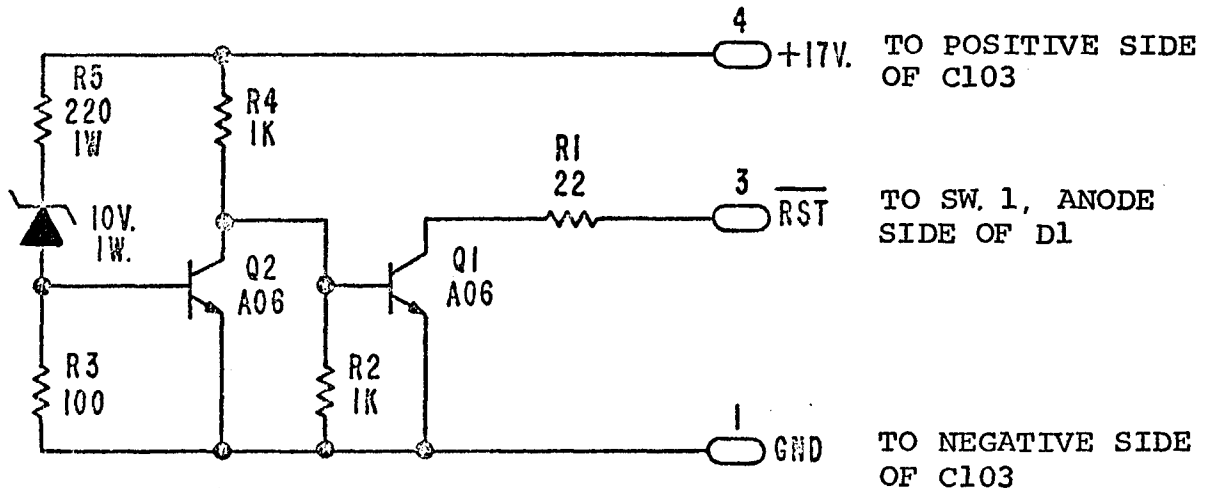 4
+17V.
TO POSITIVE SIDE
OF C103
R5
220
1W
R4
1K
R1
22
3
RST
TO SW. 1, ANODE
SIDE OF D1
10V.
1W.
Q2
A06
Q1
A06
R3
100
R2
1K
1
GND
TO NEGATIVE SIDE
OF C103